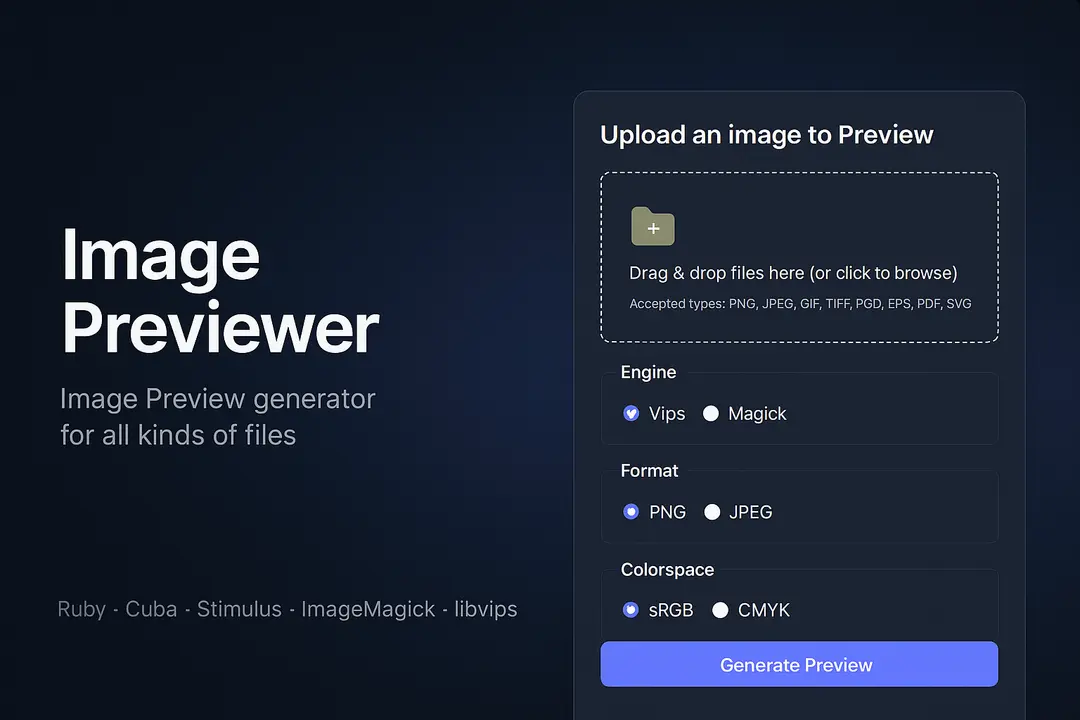 Image
Previewer
Image Preview generator
for all kinds of files
Ruby · Cuba · Stimulus · ImageMagick · libvips
Upload an image to Preview
Drag & drop files here (or click to browse)
Accepted types: PNG, JPEG, GIF, TIFF, PGD, EPS, PDF, SVG
Engine
Vips Magick
Format
PNG JPEG
Colorspace
sRGB CMYK
Generate Preview